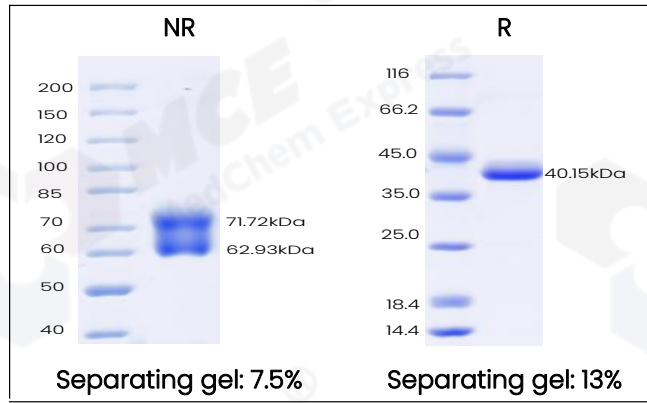 NR
R
200
150
120
100
85
70
60
50
40
71.72kDa
62.93kDa
116
66.2
45.0
35.0
25.0
18.4
14.4
40.15kDa
MCE
MedChem Express
®
Separating gel: 7.5%
Separating gel: 13%